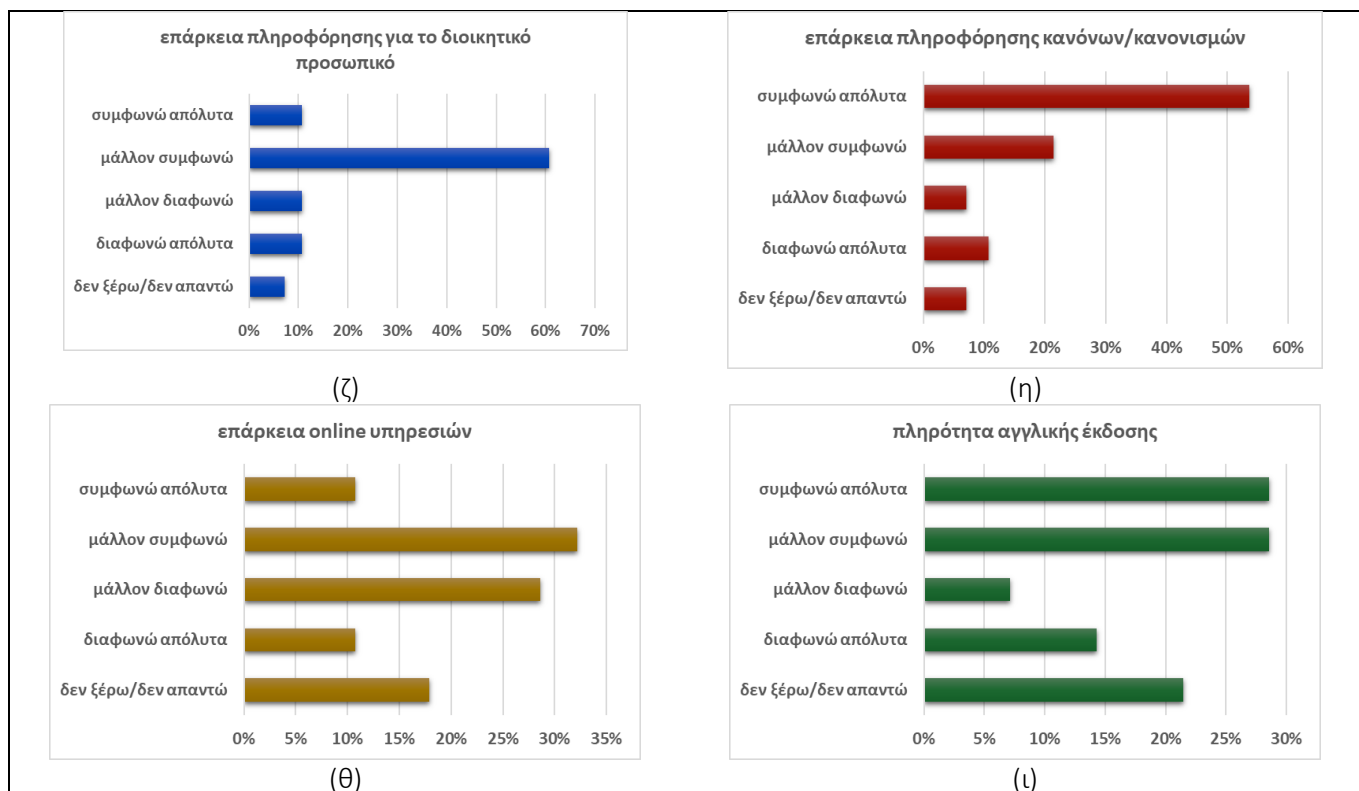 επάρκεια πληροφόρησης για το διοικητικό
προσωπικό
συμφωνώ απόλυτα
μάλλον συμφωνώ
μάλλον διαφωνώ
διαφωνώ απόλυτα
δεν ξέρω/δεν απαντώ
0% 10% 20% 30% 40% 50% 60% 70%
(ζ)
επάρκεια πληροφόρησης κανόνων/κανονισμών
συμφωνώ απόλυτα
μάλλον συμφωνώ
μάλλον διαφωνώ
διαφωνώ απόλυτα
δεν ξέρω/δεν απαντώ
0% 10% 20% 30% 40% 50% 60%
(η)
επάρκεια online υπηρεσιών
συμφωνώ απόλυτα
μάλλον συμφωνώ
μάλλον διαφωνώ
διαφωνώ απόλυτα
δεν ξέρω/δεν απαντώ
0% 5% 10% 15% 20% 25% 30% 35%
(θ)
πληρότητα αγγλικής έκδοσης
συμφωνώ απόλυτα
μάλλον συμφωνώ
μάλλον διαφωνώ
διαφωνώ απόλυτα
δεν ξέρω/δεν απαντώ
0% 5% 10% 15% 20% 25% 30%
(ι)